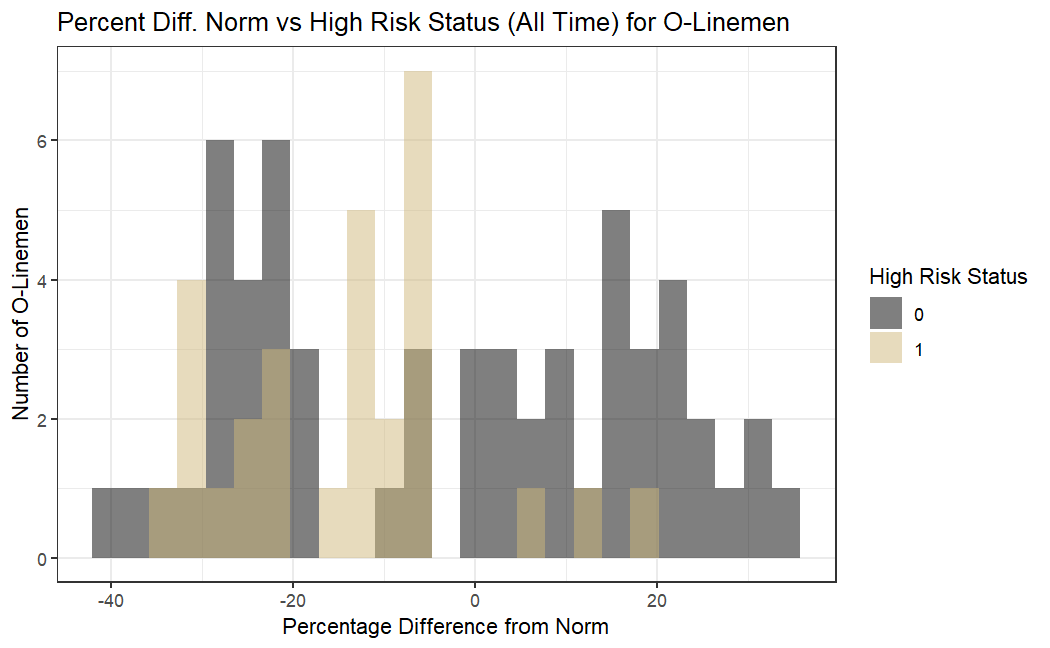 Percent Diff. Norm vs High Risk Status (All Time) for O-Linemen
Number of O-Linemen
6
4
2
0
-40
-20
0
20
Percentage Difference from Norm
High Risk Status
0
1